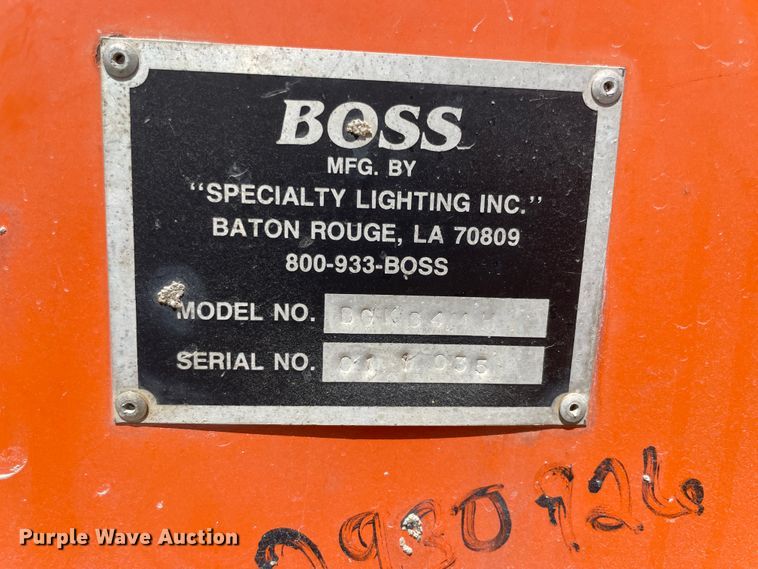 BOSS
MFG. BY
"SPECIALTY LIGHTING INC."
BATON ROUGE, LA 70809
800-933-BOSS
MODEL NO.
SERIAL NO.
2930926
Purple Wave Auction